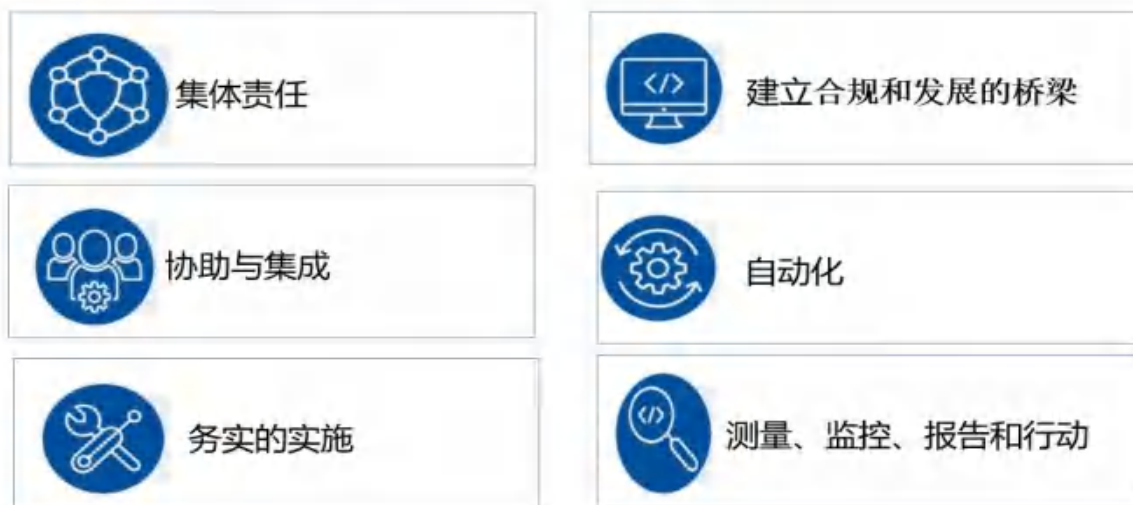 集体责任
建立合规和发展的桥梁
协助与集成
自动化
务实的实施
测量、监控、报告和行动